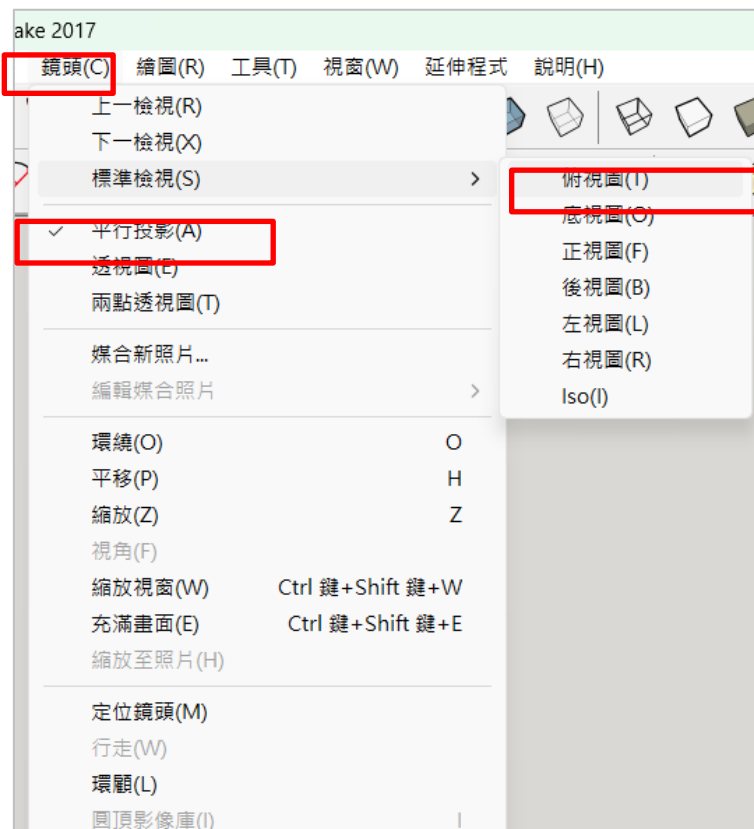 ake 2017
鏡頭(C) 繪圖(R) 工具(T) 視窗(W) 延伸程式 說明(H)
上一檢視(R)
下一檢視(X)
標準檢視(S)
平行投影(A)
透視圖(E)
兩點透視圖(T)
媒合新照片...
編輯媒合照片
環繞(O) O
平移(P) H
縮放(Z) Z
視角(F)
縮放視窗(W) Ctrl 鍵+Shift 鍵+W
充滿畫面(E) Ctrl 鍵+Shift 鍵+E
縮放至照片(H)
定位鏡頭(M)
行走(W)
環顧(L)
圓頂影像庫(I) I
俯視圖(T)
底視圖(O)
正視圖(F)
後視圖(B)
左視圖(L)
右視圖(R)
Iso(I)